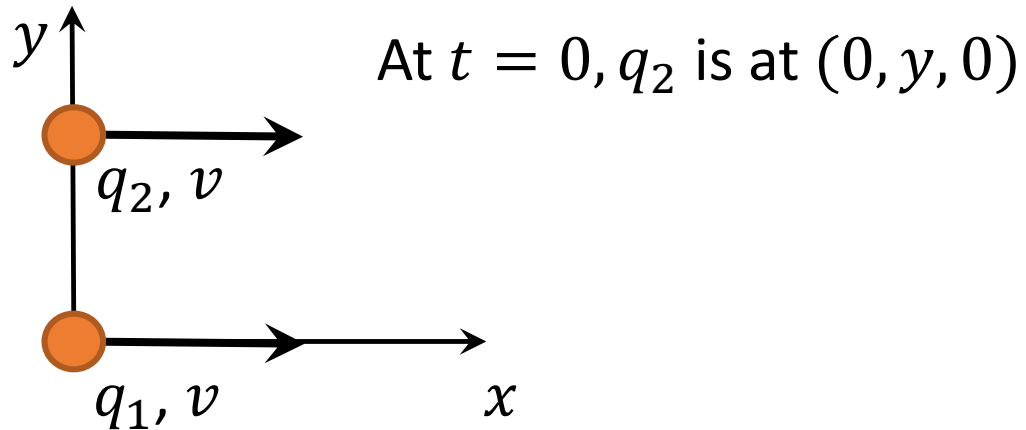 y
At t = 0, q₂ is at (0, y, 0)
q₂, v
q₁, v
x